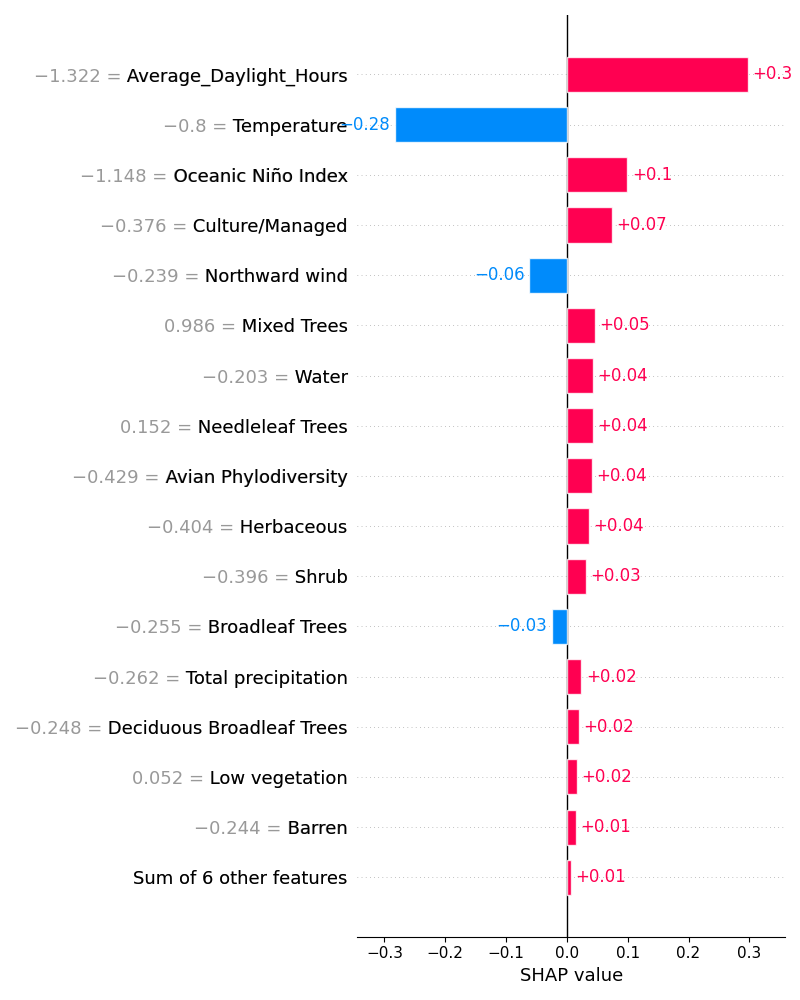 −1.322 = Average_Daylight_Hours +0.3
−0.8 = Temperature −0.28
−1.148 = Oceanic Niño Index +0.1
−0.376 = Culture/Managed +0.07
−0.239 = Northward wind −0.06
0.986 = Mixed Trees +0.05
−0.203 = Water +0.04
0.152 = Needleleaf Trees +0.04
−0.429 = Avian Phylodiversity +0.04
−0.404 = Herbaceous +0.04
−0.396 = Shrub +0.03
−0.255 = Broadleaf Trees −0.03
−0.262 = Total precipitation +0.02
−0.248 = Deciduous Broadleaf Trees +0.02
0.052 = Low vegetation +0.02
−0.244 = Barren +0.01
Sum of 6 other features +0.01
−0.3 −0.2 −0.1 0.0 0.1 0.2 0.3
SHAP value